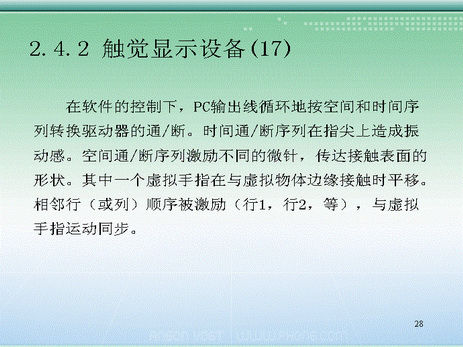 2.4.2 触觉显示设备(17)
在软件的控制下，PC输出线循环地按空间和时间序
列转换驱动器的通/断。时间通/断序列在指尖上造成振
动感。空间通/断序列激励不同的微针，传达接触表面的
形状。其中一个虚拟手指在与虚拟物体边缘接触时平移。
相邻行（或列）顺序被激励（行1，行2，等），与虚拟
手指运动同步。
28